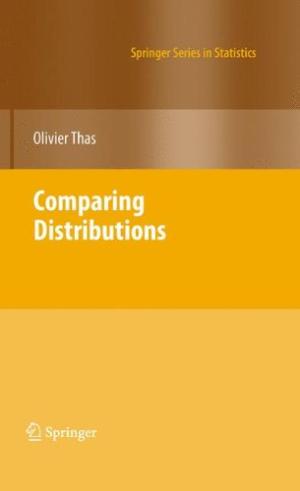 Springer Series in Statistics
Olivier Thas
Comparing
Distributions
Springer